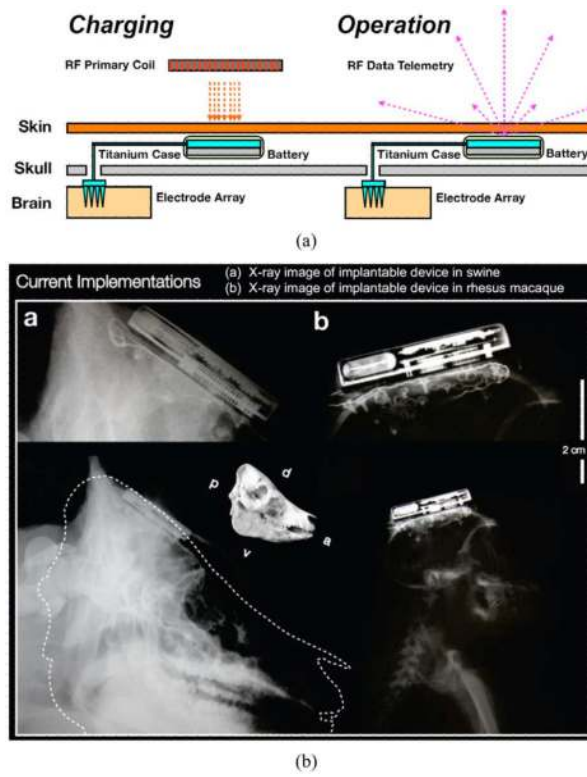 Charging
Operation
RF Primary Coil
RF Data Telemetry
Skin
Titanium Case
Battery
Titanium Case
Battery
Skull
Electrode Array
Electrode Array
Brain
(a)
Current Implementations
(a) X-ray image of implantable device in swine
(b) X-ray image of implantable device in rhesus macaque
a
b
2 cm
d
p
v
a
(b)